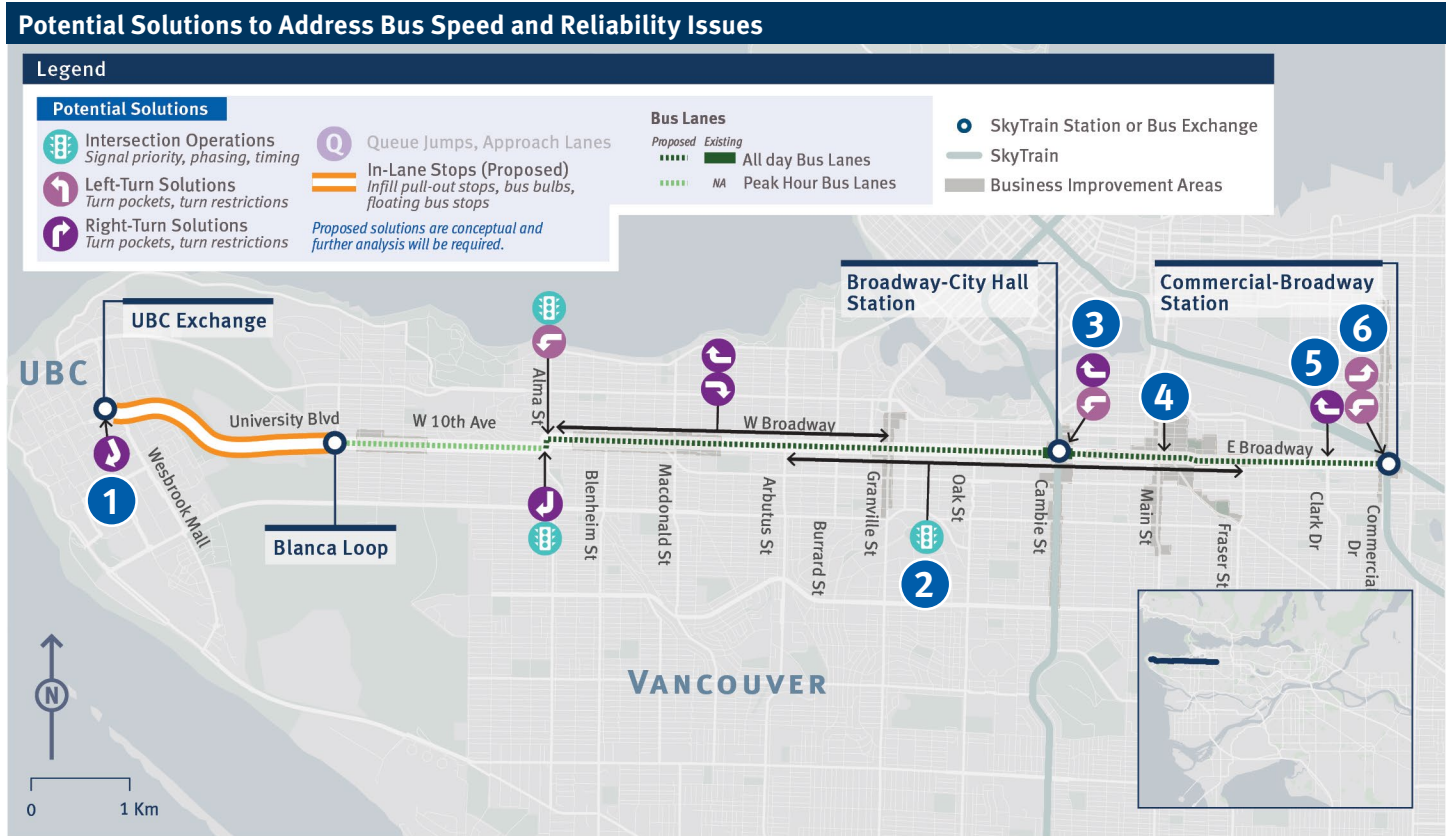 Potential Solutions to Address Bus Speed and Reliability Issues
Legend
Potential Solutions
Intersection Operations
Signal priority, phasing, timing
Left-Turn Solutions
Turn pockets, turn restrictions
Right-Turn Solutions
Turn pockets, turn restrictions
Q
Queue Jumps, Approach Lanes
In-Lane Stops (Proposed)
Infill pull-out stops, bus bulbs,
floating bus stops
Proposed solutions are conceptual and
further analysis will be required.
Bus Lanes
Proposed Existing
All day Bus Lanes
NA Peak Hour Bus Lanes
SkyTrain Station or Bus Exchange
SkyTrain
Business Improvement Areas
Broadway-City Hall
Station
Commercial-Broadway
Station
UBC Exchange
UBC
3
6
5
4
Alma St
University Blvd
W 10th Ave
W Broadway
E Broadway
1
Wesbrook Mall
Blanca Loop
Blenheim St
Macdonald St
Arbutus St
Burrard St
Granville St
Oak St
2
Cambie St
Main St
Fraser St
Clark Dr
Commercial
Dr
VANCOUVER
N
0
1 Km